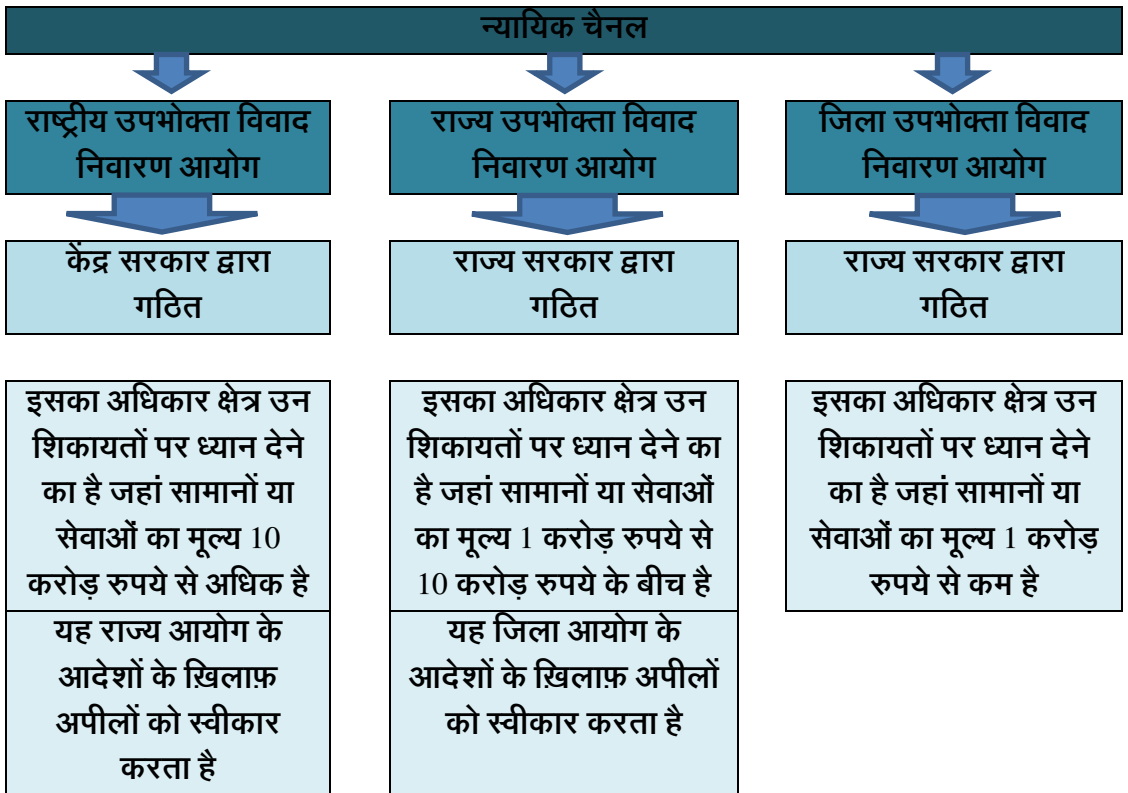 न्यायिक चैनल
राष्ट्रीय उपभोक्ता विवाद
निवारण आयोग
राज्य उपभोक्ता विवाद
निवारण आयोग
जिला उपभोक्ता विवाद
निवारण आयोग
केंद्र सरकार द्वारा
गठित
राज्य सरकार द्वारा
गठित
राज्य सरकार द्वारा
गठित
इसका अधिकार क्षेत्र उन
शिकायतों पर ध्यान देने
का है जहां सामानों या
सेवाओं का मूल्य 10
करोड़ रुपये से अधिक है
इसका अधिकार क्षेत्र उन
शिकायतों पर ध्यान देने का
है जहां सामानों या सेवाओं
का मूल्य 1 करोड़ रुपये से
10 करोड़ रुपये के बीच है
इसका अधिकार क्षेत्र उन
शिकायतों पर ध्यान देने
का है जहां सामानों या
सेवाओं का मूल्य 1 करोड़
रुपये से कम है
यह राज्य आयोग के
आदेशों के ख़िलाफ़
अपीलों को स्वीकार
करता है
यह जिला आयोग के
आदेशों के ख़िलाफ़ अपीलों
को स्वीकार करता है